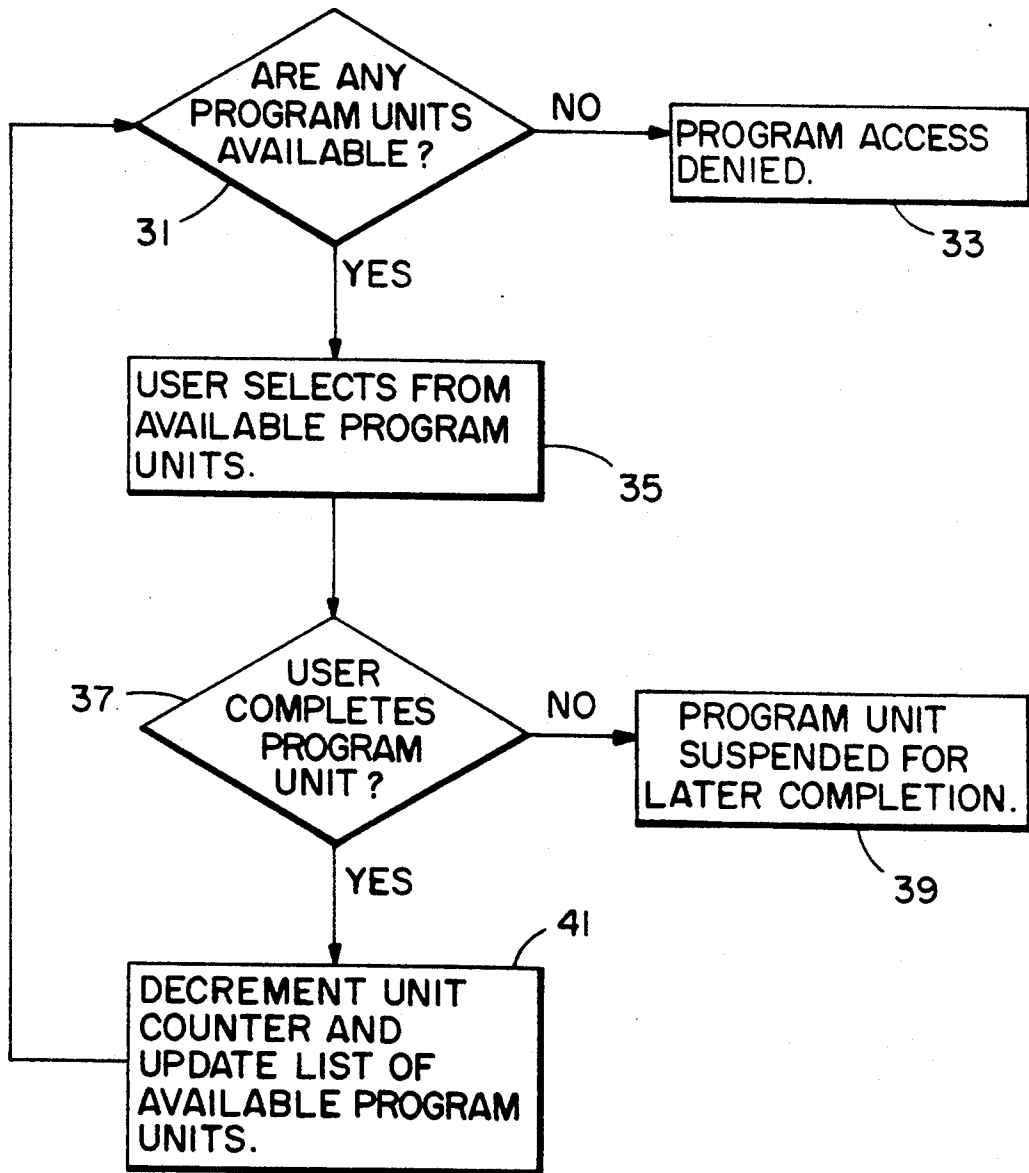 ARE ANY
PROGRAM UNITS
AVAILABLE?
31
NO
PROGRAM ACCESS
DENIED.
33
YES
USER SELECTS FROM
AVAILABLE PROGRAM
UNITS.
35
37
USER
COMPLETES
PROGRAM
UNIT?
NO
PROGRAM UNIT
SUSPENDED FOR
LATER COMPLETION.
39
YES
41
DECREMENT UNIT
COUNTER AND
UPDATE LIST OF
AVAILABLE PROGRAM
UNITS.